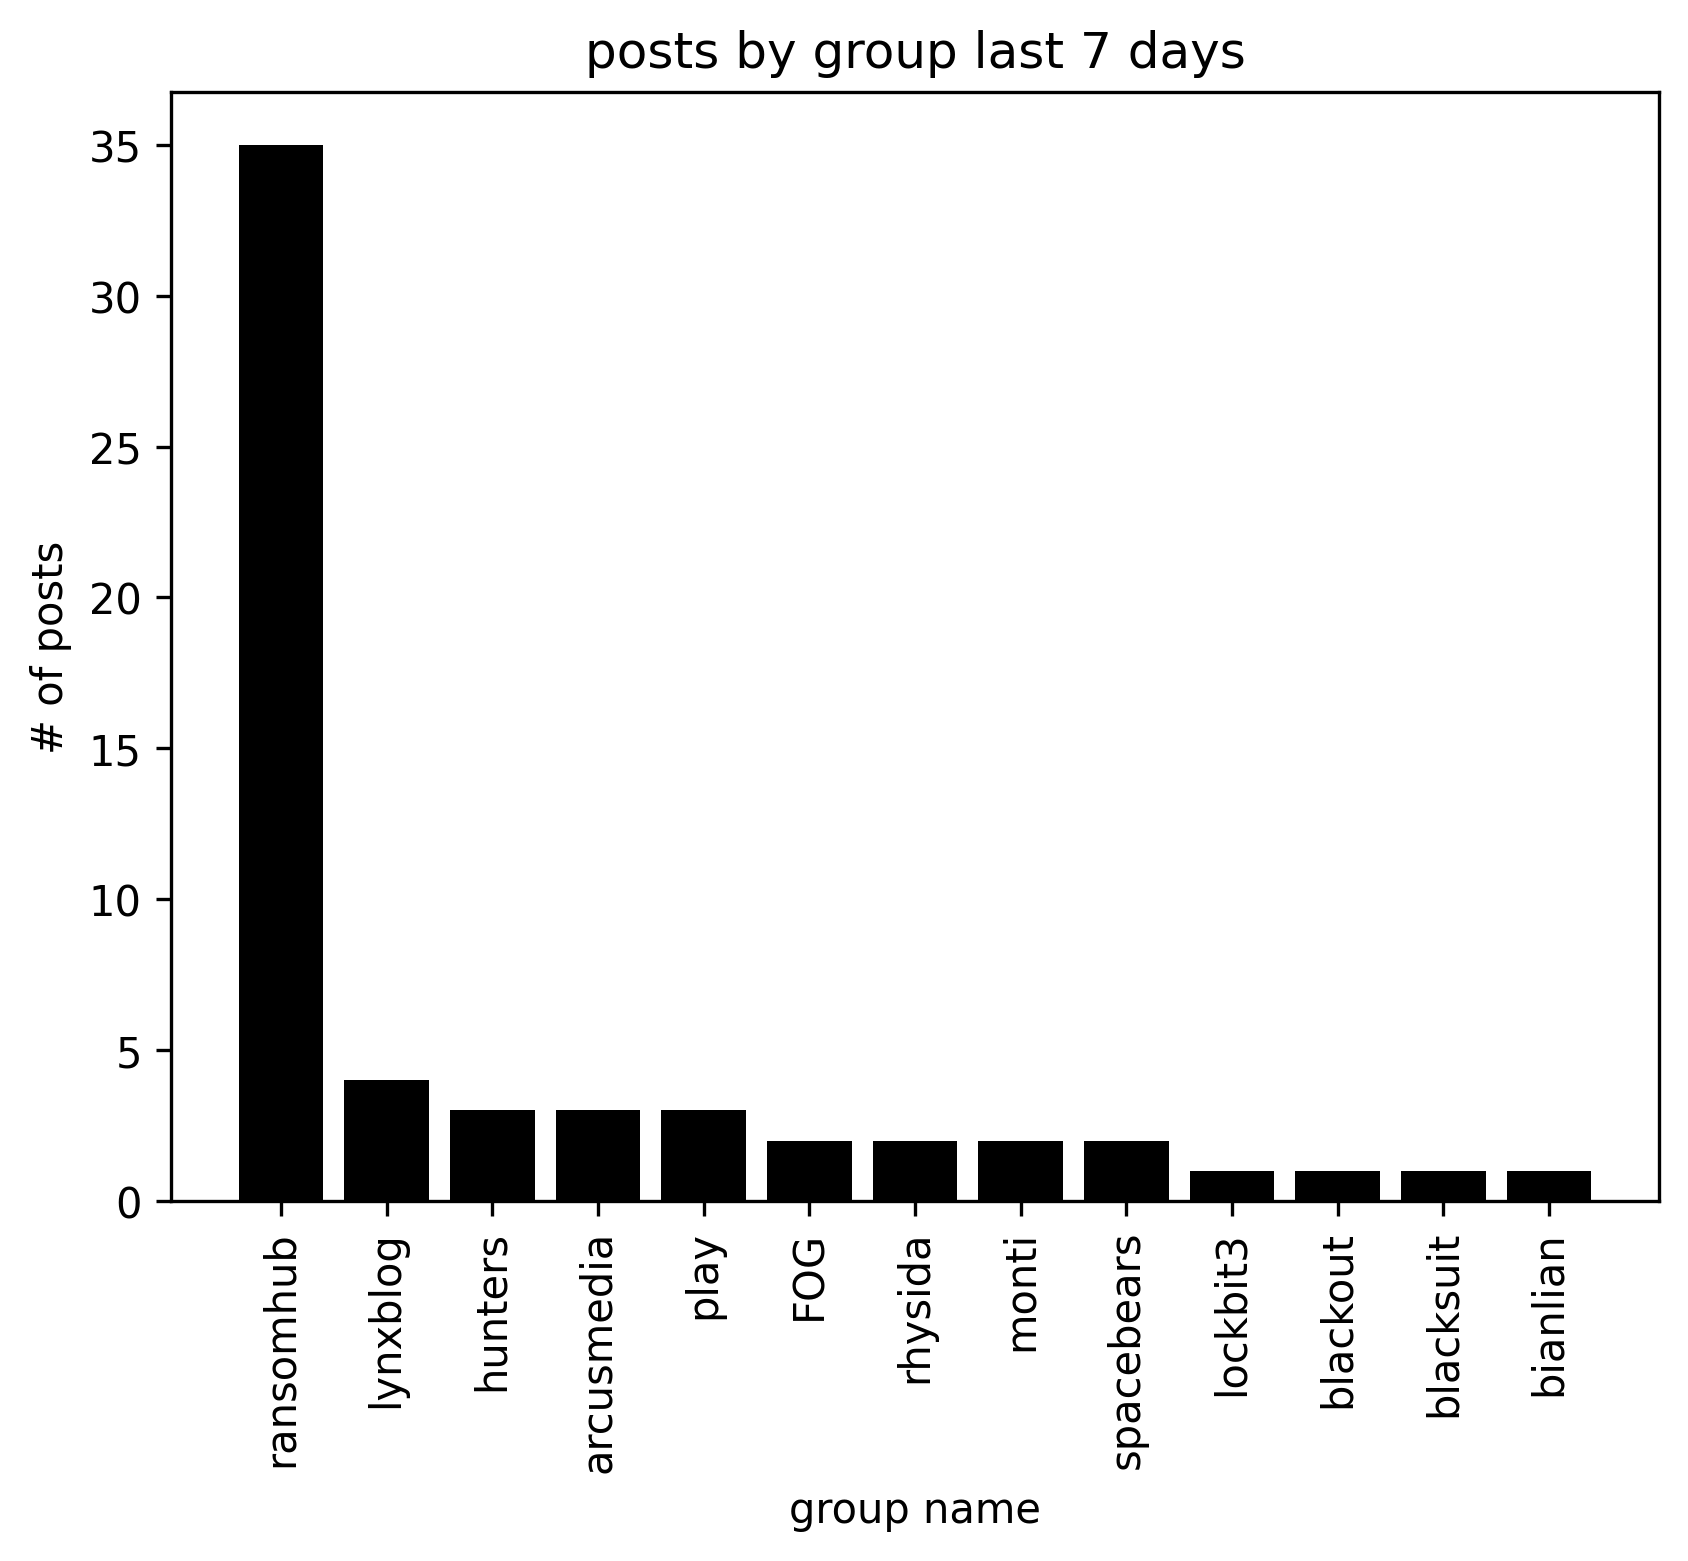 posts by group last 7 days
35
30
25
20
15
10
5
0
# of posts
ransomhub
lynxblog
hunters
arcusmedia
play
FOG
rhysida
monti
spacebears
lockbit3
blackout
blacksuit
bianlian
group name